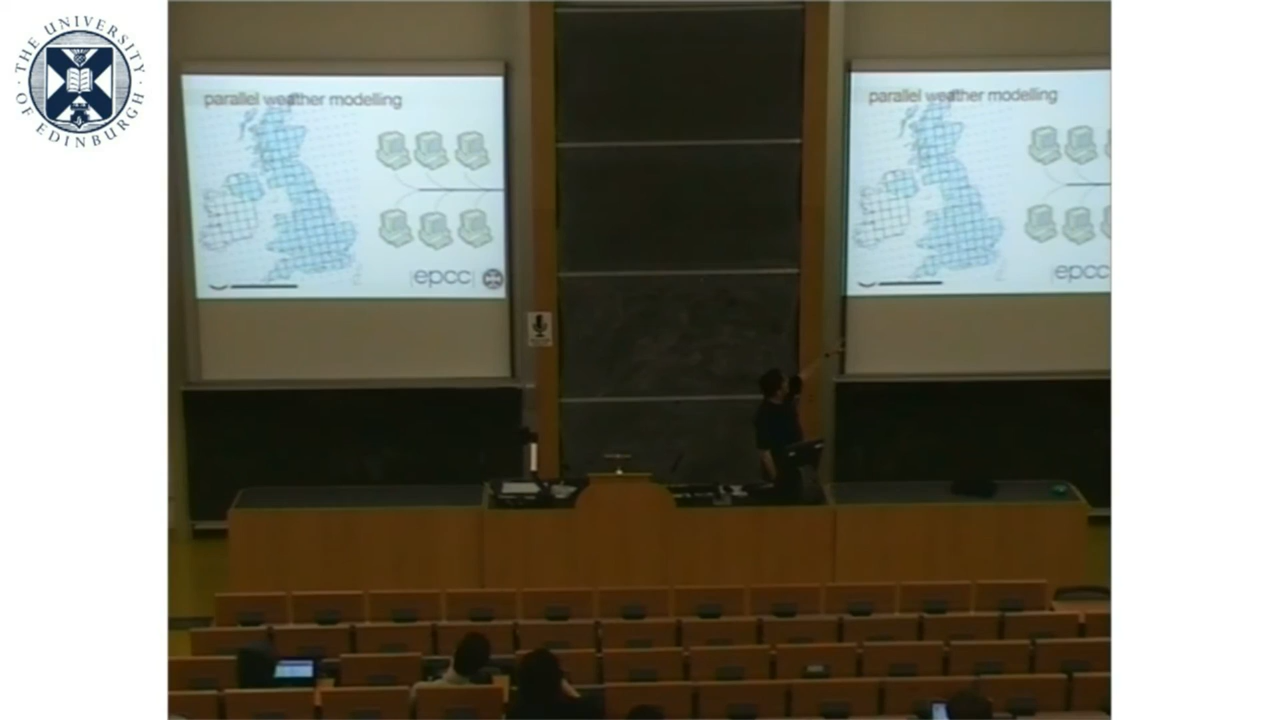 THE UNIVERSITY OF EDINBURGH
parallel weather modelling
epcc
parallel weather modelling
epcc